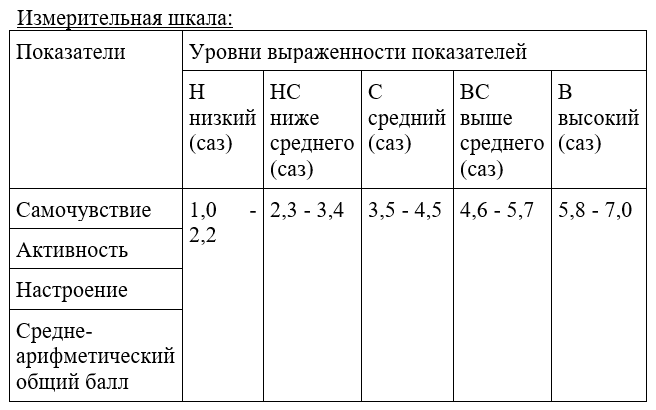 Измерительная шкала:
Показатели
Уровни выраженности показателей
Н
низкий
(саз)
НС
ниже
среднего
(саз)
С
средний
(саз)
ВС
выше
среднего
(саз)
В
высокий
(саз)
Самочувствие
1,0 -
2,2
2,3 - 3,4
3,5 - 4,5
4,6 - 5,7
5,8 - 7,0
Активность
Настроение
Средне-
арифметический
общий балл